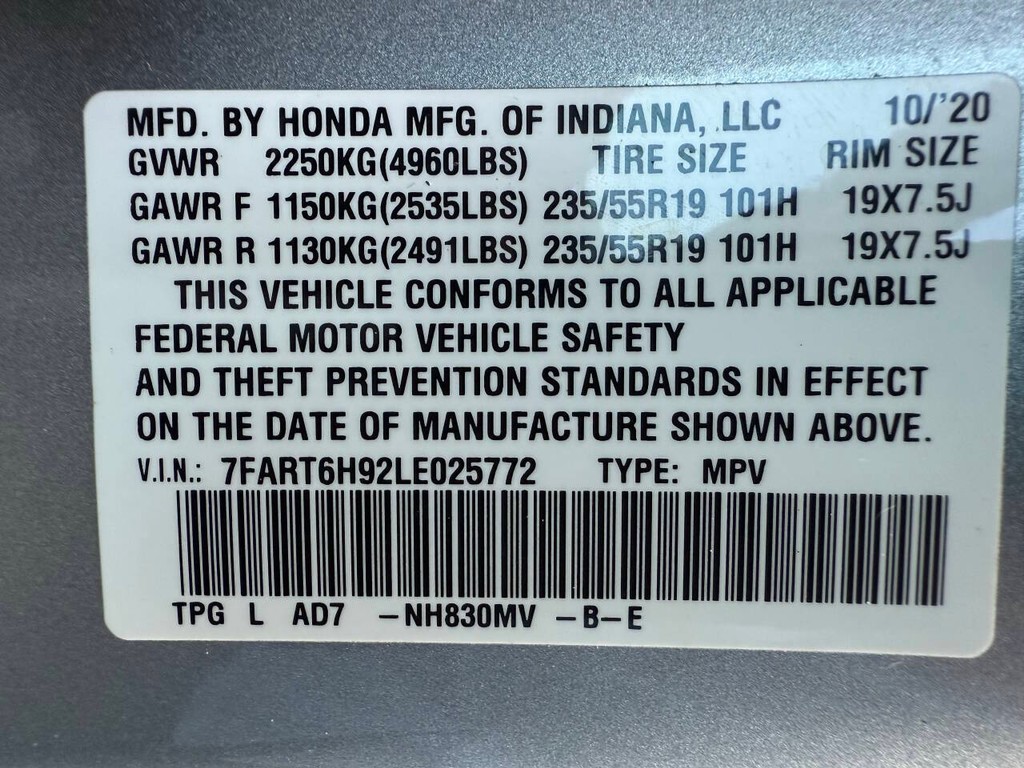 MFD. BY HONDA MFG. OF INDIANA, LLC 10/'20
GVWR 2250KG(4960LBS) TIRE SIZE RIM SIZE
GAWR F 1150KG(2535LBS) 235/55R19 101H 19X7.5J
GAWR R 1130KG(2491LBS) 235/55R19 101H 19X7.5J
THIS VEHICLE CONFORMS TO ALL APPLICABLE
FEDERAL MOTOR VEHICLE SAFETY
AND THEFT PREVENTION STANDARDS IN EFFECT
ON THE DATE OF MANUFACTURE SHOWN ABOVE.
V.I.N.: 7FART6H92LE025772 TYPE: MPV
TPG L AD7 -NH830MV -B-E